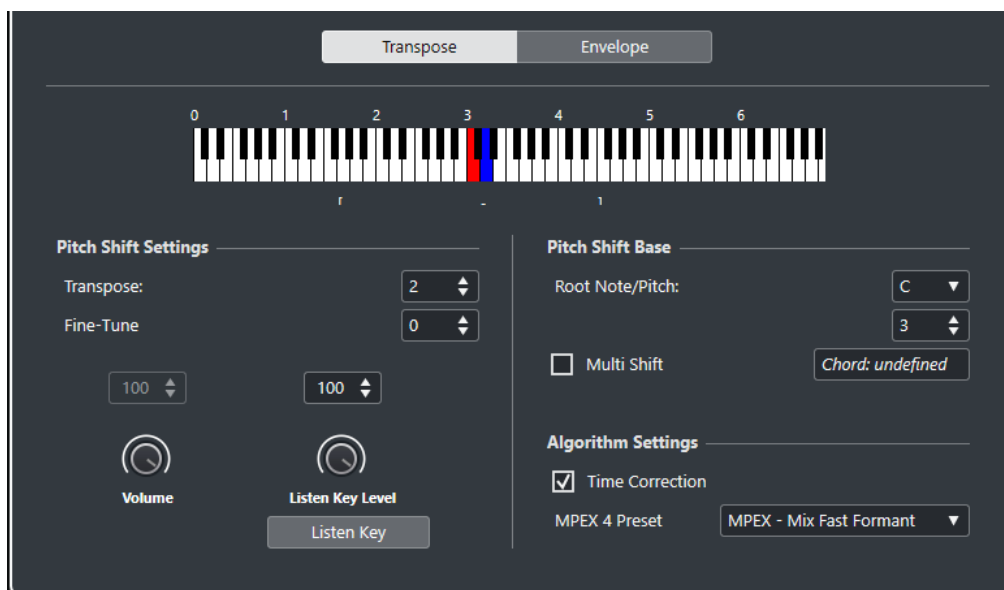 Transpose Envelope
0 1 2 3 4 5 6
Pitch Shift Settings Pitch Shift Base
Transpose: 2 Root Note/Pitch: C
Fine-Tune 0 3
Multi Shift Chord: undefined
100 100
Algorithm Settings
Time Correction
Volume Listen Key Level
MPEX 4 Preset MPEX - Mix Fast Formant
Listen Key